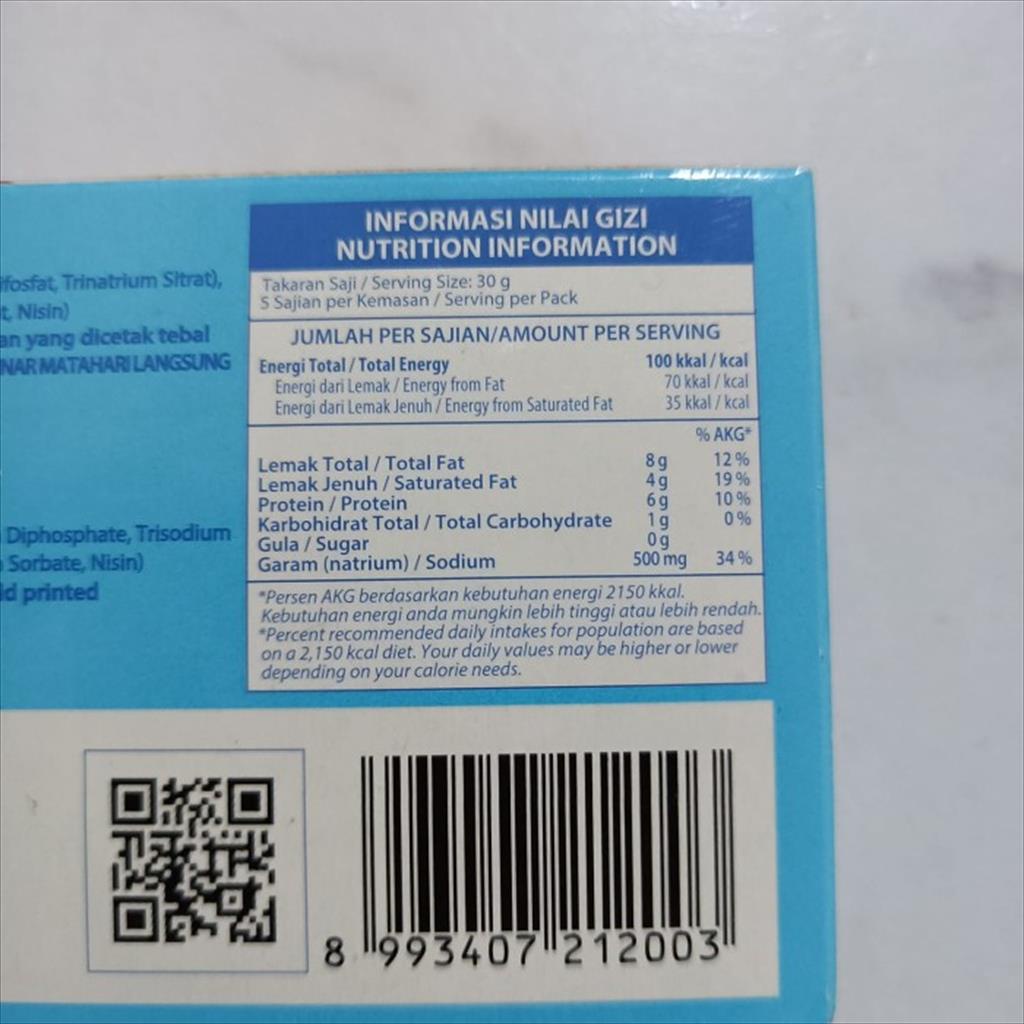 ifosfat, Trinatrium Sitrat),
t, Nisin)
an yang dicetak tebal
NAR MATAHARI LANGSUNG
Diphosphate, Trisodium
Sorbate, Nisin)
ld printed
INFORMASI NILAI GIZI
NUTRITION INFORMATION
Takaran Saji / Serving Size: 30 g
5 Sajian per Kemasan / Serving per Pack
JUMLAH PER SAJIAN/AMOUNT PER SERVING
Energi Total / Total Energy 100 kkal / kcal
Energi dari Lemak / Energy from Fat 70 kkal / kcal
Energi dari Lemak Jenuh / Energy from Saturated Fat 35 kkal / kcal
% AKG*
Lemak Total / Total Fat 8 g 12 %
Lemak Jenuh / Saturated Fat 4 g 19 %
Protein / Protein 6 g 10 %
Karbohidrat Total / Total Carbohydrate 1 g 0 %
Gula / Sugar 0 g
Garam (natrium) / Sodium 500 mg 34 %
*Persen AKG berdasarkan kebutuhan energi 2150 kkal.
Kebutuhan energi anda mungkin lebih tinggi atau lebih rendah.
*Percent recommended daily intakes for population are based
on a 2,150 kcal diet. Your daily values may be higher or lower
depending on your calorie needs.
8 993407 212003